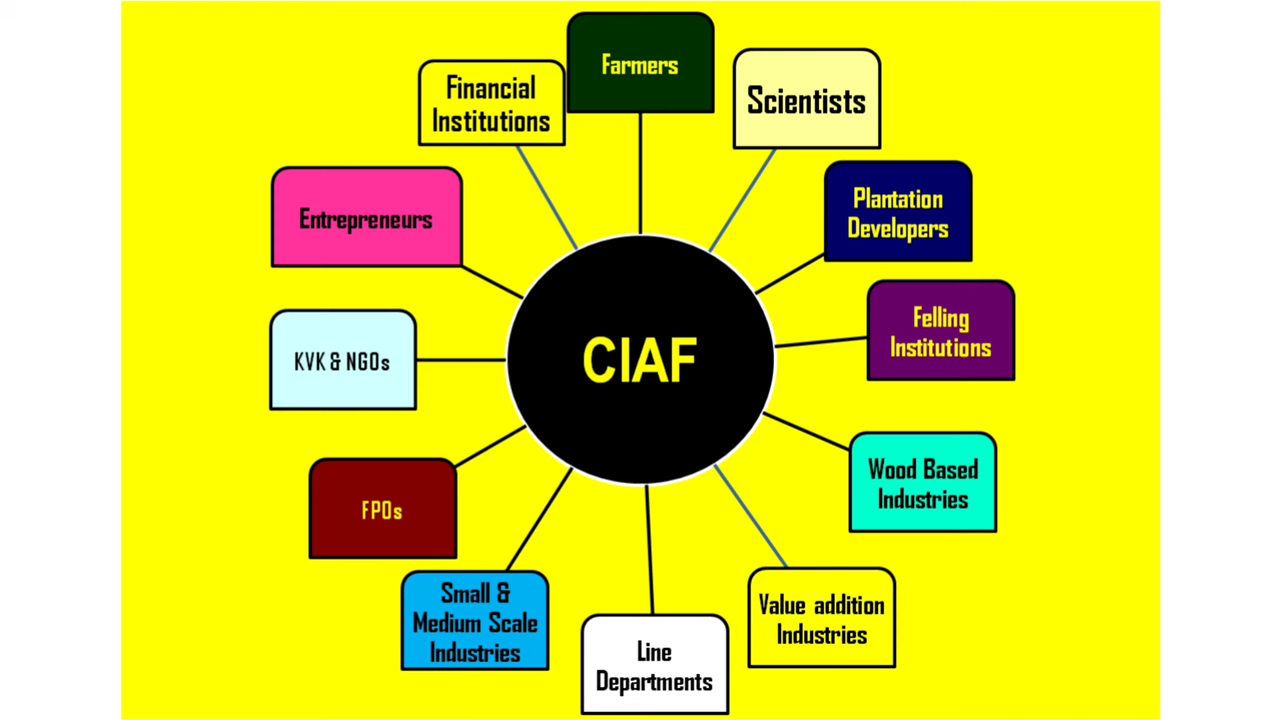 Farmers
Financial
Institutions
Scientists
Plantation
Developers
Entrepreneurs
Felling
Institutions
KVK & NGOs
CIAF
Wood Based
Industries
FPOs
Small &
Medium Scale
Industries
Value addition
Industries
Line
Departments